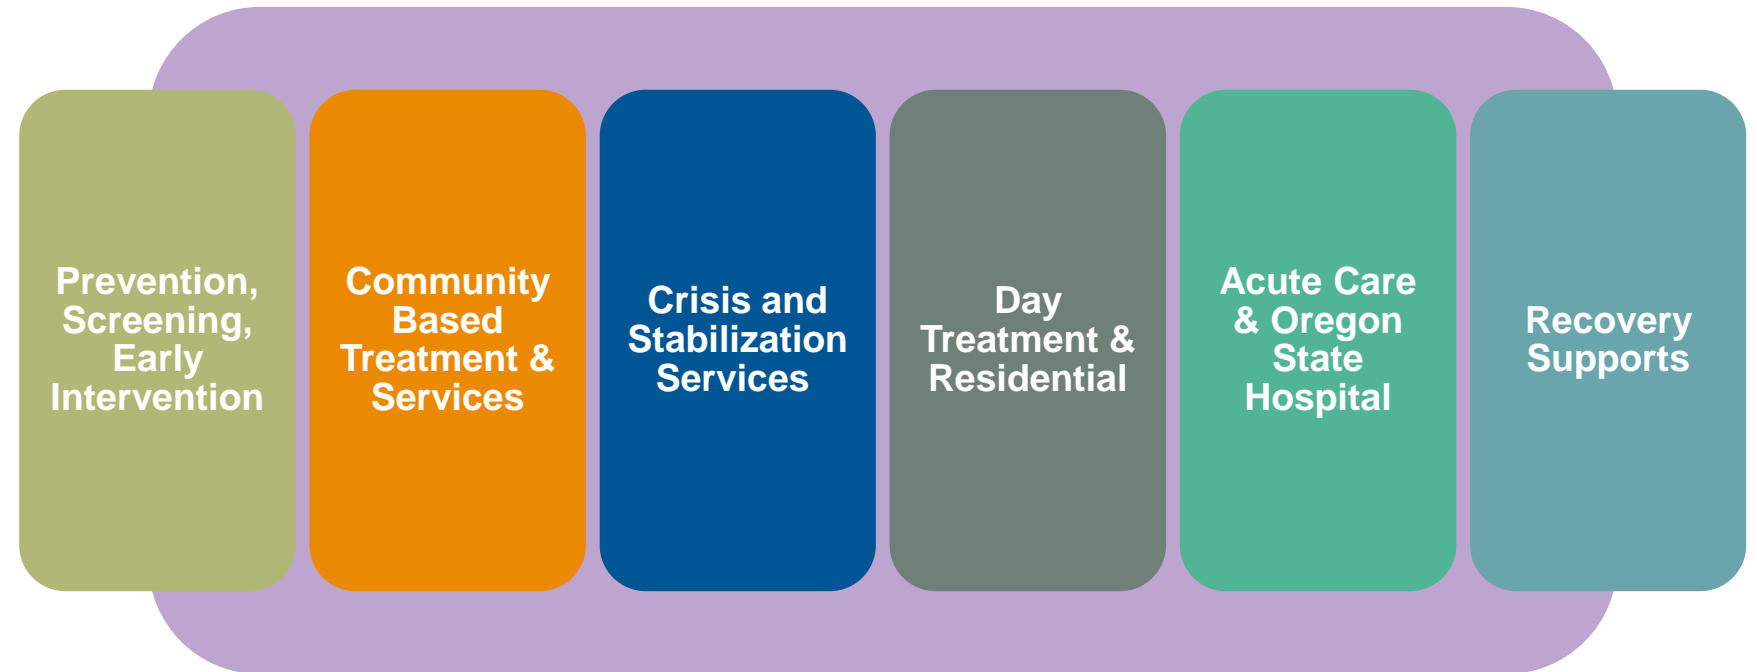 Prevention,
Screening,
Early
Intervention
Community
Based
Treatment &
Services
Crisis and
Stabilization
Services
Day
Treatment &
Residential
Acute Care
& Oregon
State
Hospital
Recovery
Supports